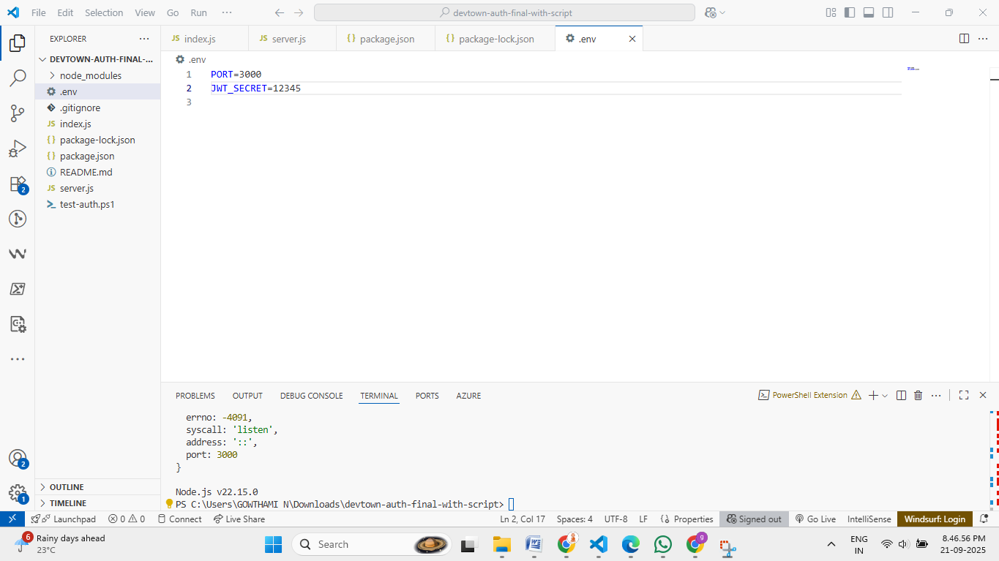 File Edit Selection View Go Run ···
devtown-auth-final-with-script
EXPLORER ···
DEVTOWN-AUTH-FINAL-...
node_modules
.env
.gitignore
JS index.js
{ } package-lock.json
{ } package.json
README.md
JS server.js
test-auth.ps1
OUTLINE
TIMELINE
2
2
1
JS index.js
JS server.js
{ } package.json
{ } package-lock.json
.env
.env
1 PORT=3000
2 JWT_SECRET=12345
3
PROBLEMS OUTPUT DEBUG CONSOLE TERMINAL PORTS AZURE
PowerShell Extension
errno: -4091,
syscall: 'listen',
address: '::',
port: 3000
}
Node.js v22.15.0
PS C:\Users\GOWTHAMI N\Downloads\devtown-auth-final-with-script>
Launchpad 0 0 Connect Live Share Ln 2, Col 17 Spaces: 4 UTF-8 LF {} Properties Signed out Go Live IntelliSense Windsurf: Login
6
Rainy days ahead
23°C
Search
g
ENG
IN
8.46.56 PM
21-09-2025